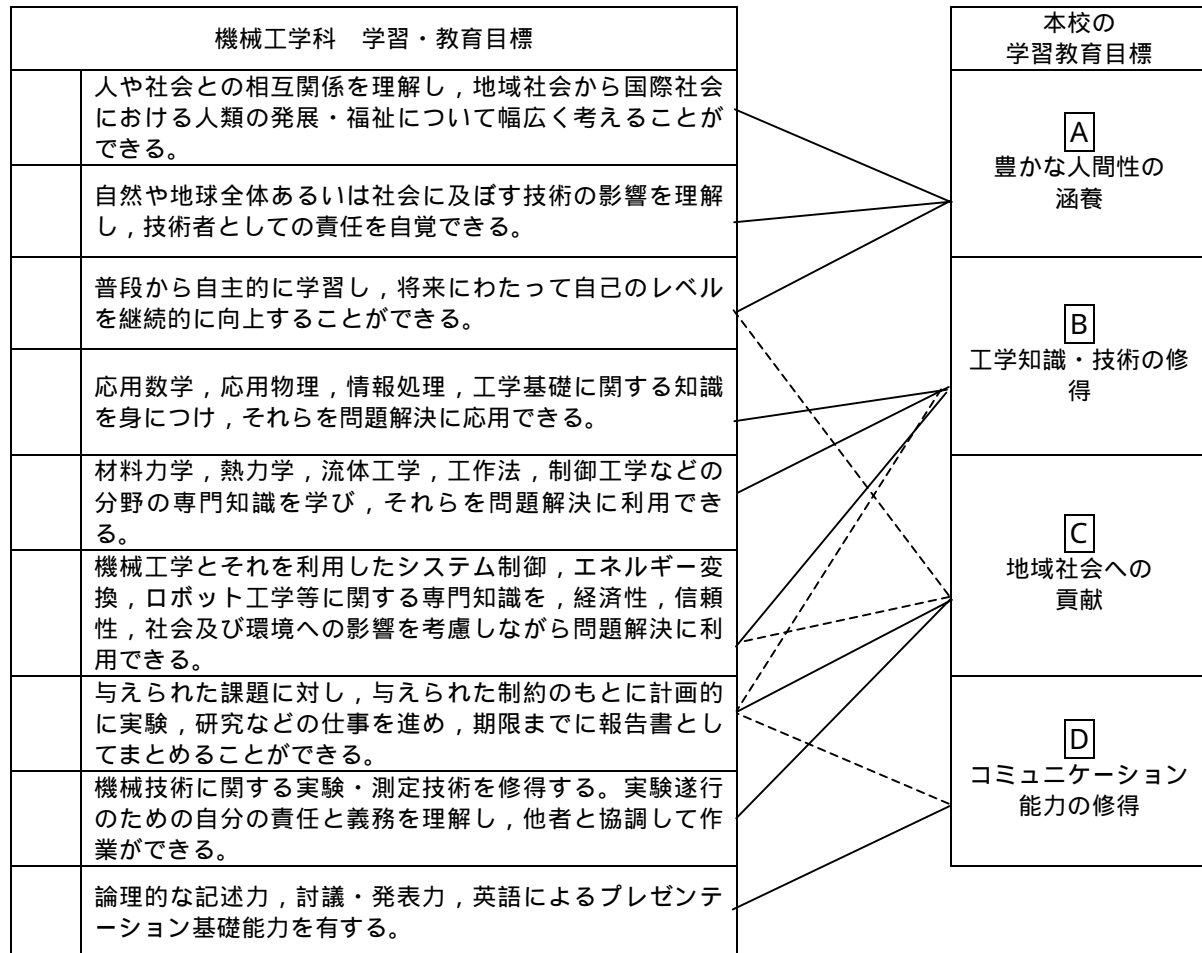 機械工学科　学習・教育目標
人や社会との相互関係を理解し，地域社会から国際社会
における人類の発展・福祉について幅広く考えることが
できる。
自然や地球全体あるいは社会に及ぼす技術の影響を理解
し，技術者としての責任を自覚できる。
普段から自主的に学習し，将来にわたって自己のレベル
を継続的に向上することができる。
応用数学，応用物理，情報処理，工学基礎に関する知識
を身につけ，それらを問題解決に応用できる。
材料力学，熱力学，流体工学，工作法，制御工学などの
分野の専門知識を学び，それらを問題解決に利用でき
る。
機械工学とそれを利用したシステム制御，エネルギー変
換，ロボット工学等に関する専門知識を，経済性，信頼
性，社会及び環境への影響を考慮しながら問題解決に利
用できる。
与えられた課題に対し，与えられた制約のもとに計画的
に実験，研究などの仕事を進め，期限までに報告書とし
てまとめることができる。
機械技術に関する実験・測定技術を修得する。実験遂行
のための自分の責任と義務を理解し，他者と協調して作
業ができる。
論理的な記述力，討議・発表力，英語によるプレゼンテ
ーション基礎能力を有する。
本校の
学習教育目標
A
豊かな人間性の
涵養
B
工学知識・技術の修
得
C
地域社会への
貢献
D
コミュニケーション
能力の修得